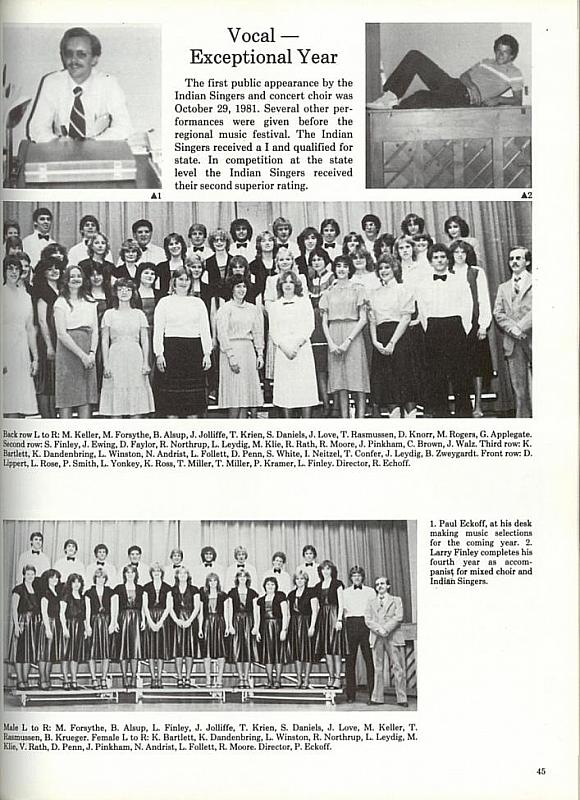 Vocal —
Exceptional Year
The first public appearance by the
Indian Singers and concert choir was
October 29, 1981. Several other per-
formances were given before the
regional music festival. The Indian
Singers received a I and qualified for
state. In competition at the state
level the Indian Singers received
their second superior rating.
▲1
▲2
Back row L to R: M. Keller, M. Forsythe, B. Alsup, J. Jolliffe, T. Krien, S. Daniels, J. Love, T. Rasmussen, D. Knorr, M. Rogers, G. Applegate.
Second row: S. Finley, J. Ewing, D. Faylor, R. Northrup, L. Leydig, M. Klie, R. Rath, R. Moore, J. Pinkham, C. Brown, J. Walz. Third row: K.
Bartlett, K. Dandenbring, L. Winston, N. Andrist, L. Follett, D. Penn, S. White, I. Neitzel, T. Confer, J. Leydig, B. Zweygardt. Front row: D.
Lippert, L. Rose, P. Smith, L. Yonkey, K. Ross, T. Miller, T. Miller, P. Kramer, L. Finley. Director, R. Echoff.
1. Paul Eckoff, at his desk
making music selections
for the coming year. 2.
Larry Finley completes his
fourth year as accom-
panist for mixed choir and
Indian Singers.
Male L to R: M. Forsythe, B. Alsup, L. Finley, J. Jolliffe, T. Krien, S. Daniels, J. Love, M. Keller, T.
Rasmussen, B. Krueger. Female L to R: K. Bartlett, K. Dandenbring, L. Winston, R. Northrup, L. Leydig, M.
Klie, V. Rath, D. Penn, J. Pinkham, N. Andrist, L. Follett, R. Moore. Director, P. Eckoff.
45